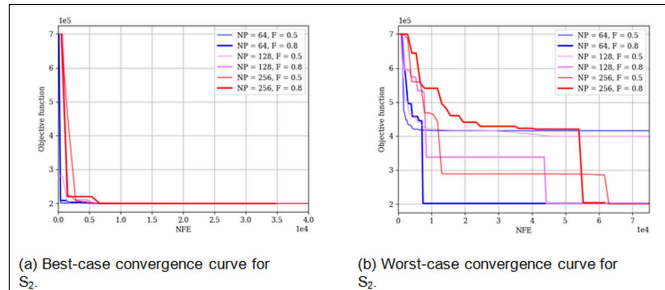 1e5
7
6
5
4
3
2
Objective function
NP = 64, F = 0.5
NP = 64, F = 0.8
NP = 128, F = 0.5
NP = 128, F = 0.8
NP = 256, F = 0.5
NP = 256, F = 0.8
0.0 0.5 1.0 1.5 2.0 2.5 3.0 3.5 4.0
NFE 1e4
(a) Best-case convergence curve for
S₂.
1e5
7
6
5
4
3
2
Objective function
NP = 64, F = 0.5
NP = 64, F = 0.8
NP = 128, F = 0.5
NP = 128, F = 0.8
NP = 256, F = 0.5
NP = 256, F = 0.8
0 1 2 3 4 5 6 7
NFE 1e4
(b) Worst-case convergence curve for
S₂.